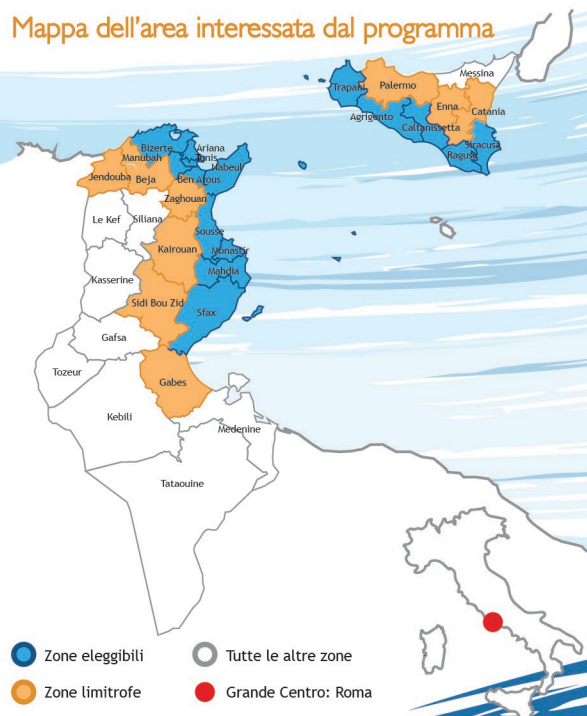 Mappa dell'area interessata dal programma
Messina
Trapani
Palermo
Enna
Catania
Agrigento
Caltanissetta
Siracusa
Ragusa
Bizerte
Ariana
Tunis
Manubah
Nabeul
Jendouba
Beja
Ben Arous
Zaghouan
Le Kef
Siliana
Sousse
Kairouan
Monastir
Kasserine
Mahdia
Sidi Bou Zid
Sfax
Gafsa
Tozeur
Gabes
Kebili
Medenine
Tataouine
Zone eleggibili
Tutte le altre zone
Zone limitrofe
Grande Centro: Roma